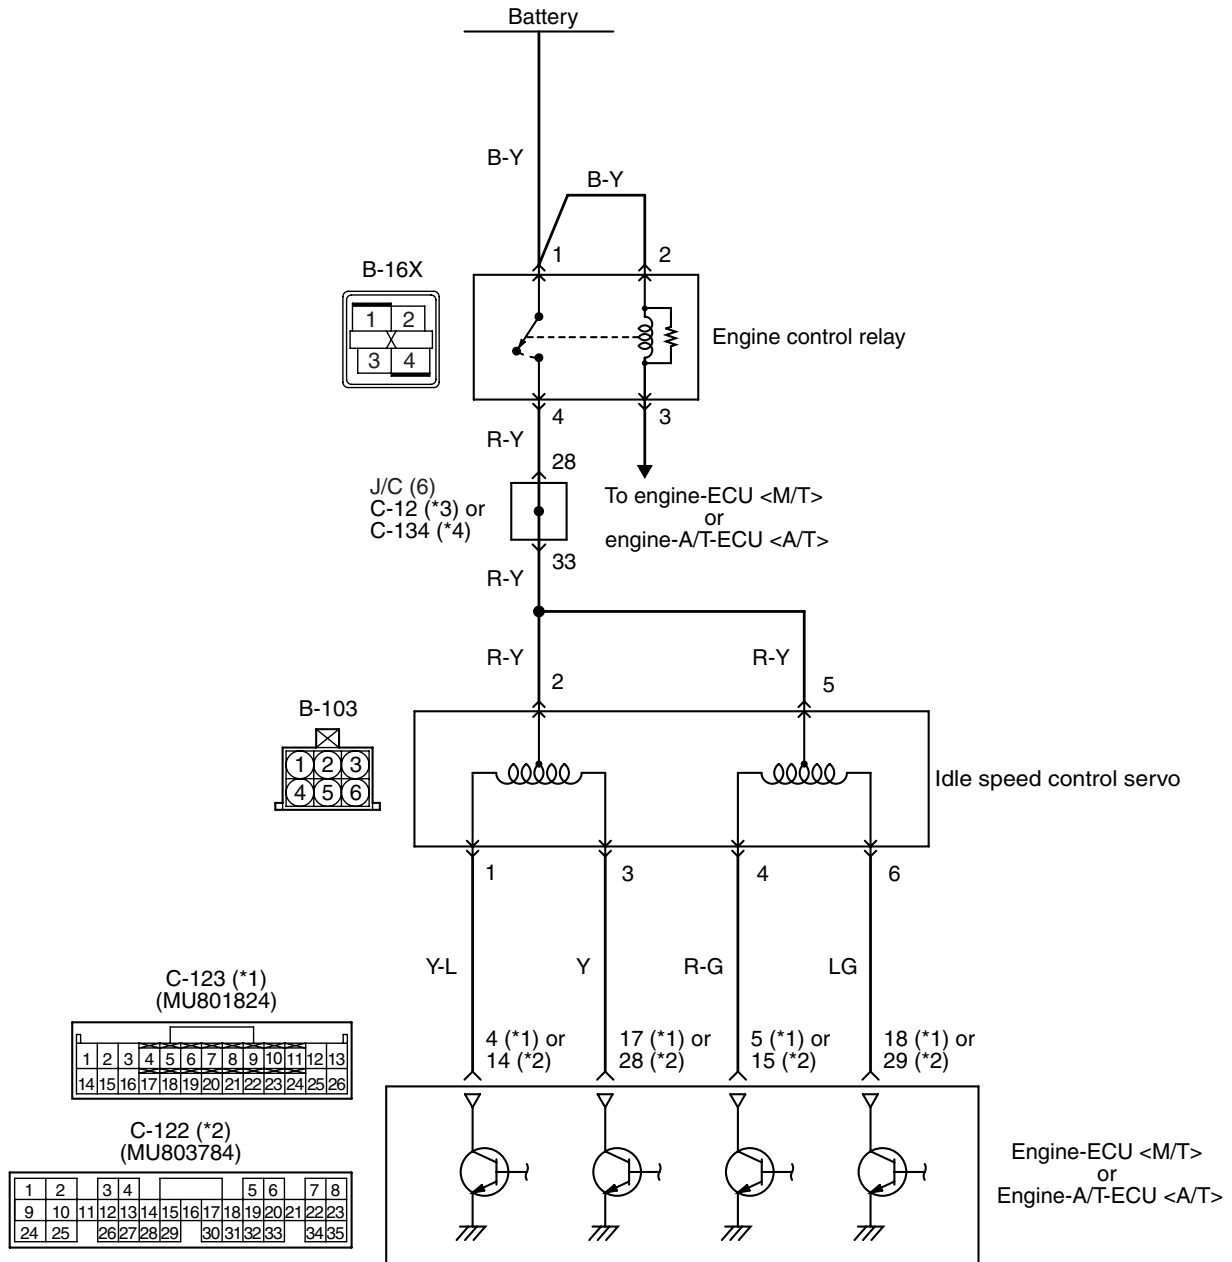 Battery
B-Y
B-Y
1 2
B-16X
1 2
3 4
Engine control relay
4 3
R-Y
28
J/C (6)
C-12 (*3) or
C-134 (*4)
To engine-ECU <M/T>
or
engine-A/T-ECU <A/T>
33
R-Y
R-Y R-Y
2 5
B-103
1 2 3
4 5 6
Idle speed control servo
1 3 4 6
Y-L Y R-G LG
C-123 (*1)
(MU801824)
1 2 3 4 5 6 7 8 9 10 11 12 13
14 15 16 17 18 19 20 21 22 23 24 25 26
4 (*1) or
14 (*2)
17 (*1) or
28 (*2)
5 (*1) or
15 (*2)
18 (*1) or
29 (*2)
C-122 (*2)
(MU803784)
1 2 3 4 5 6 7 8
9 10 11 12 13 14 15 16 17 18 19 20 21 22 23
24 25 26 27 28 29 30 31 32 33 34 35
Engine-ECU <M/T>
or
Engine-A/T-ECU <A/T>